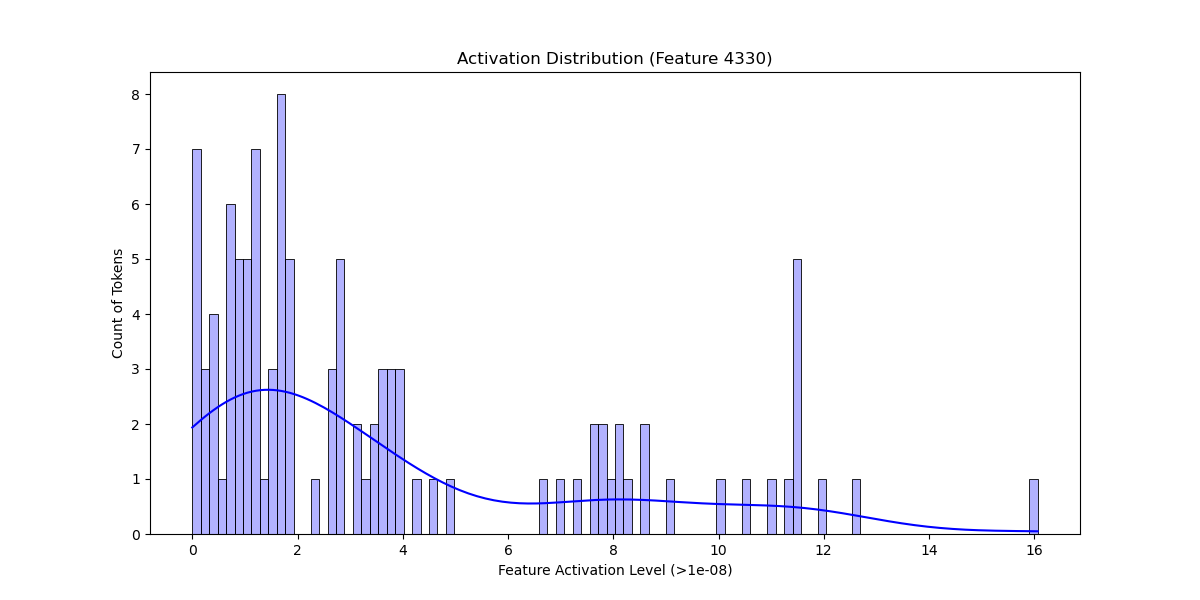 Activation Distribution (Feature 4330)
8
7
6
5
4
3
2
1
0
Count of Tokens
0 2 4 6 8 10 12 14 16
Feature Activation Level (>1e-08)